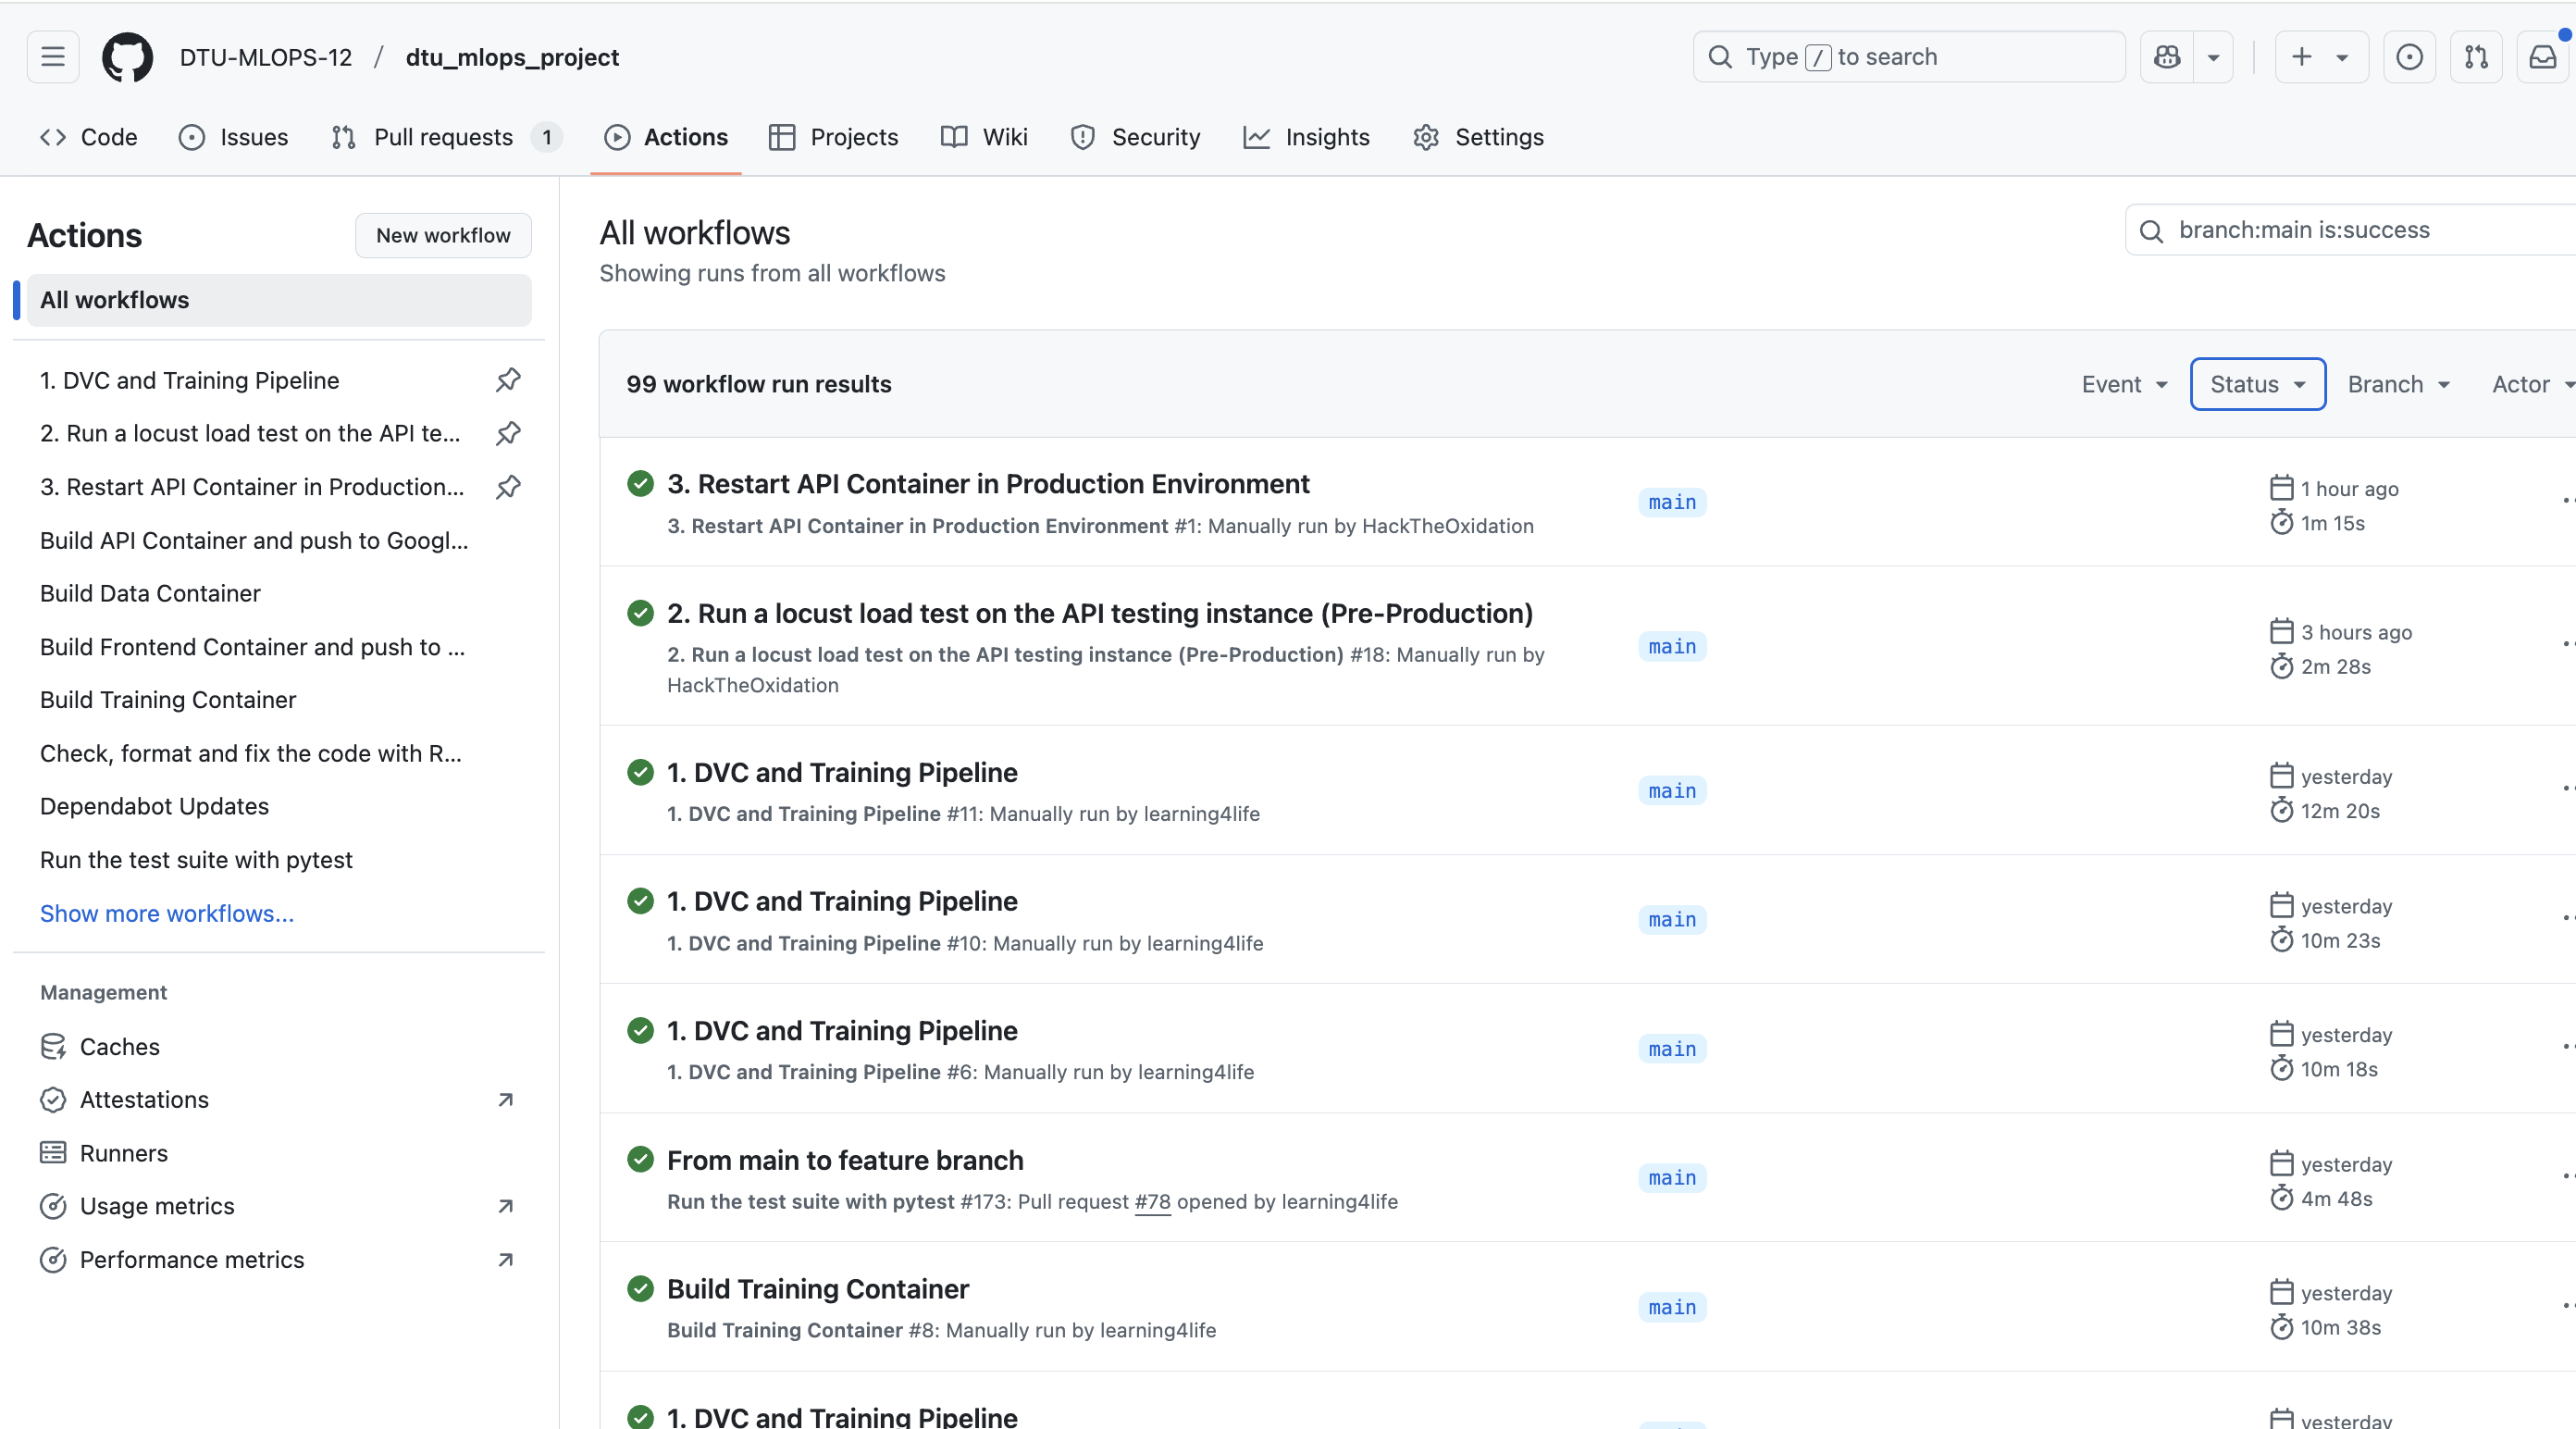 DTU-MLOPS-12 / dtu_mlops_project
Type / to search
Code
Issues
Pull requests 1
Actions
Projects
Wiki
Security
Insights
Settings
Actions
New workflow
All workflows
1. DVC and Training Pipeline
2. Run a locust load test on the API te...
3. Restart API Container in Production...
Build API Container and push to Googl...
Build Data Container
Build Frontend Container and push to ...
Build Training Container
Check, format and fix the code with R...
Dependabot Updates
Run the test suite with pytest
Show more workflows...
Management
Caches
Attestations
Runners
Usage metrics
Performance metrics
All workflows
Showing runs from all workflows
branch:main is:success
99 workflow run results
Event
Status
Branch
Actor
3. Restart API Container in Production Environment
3. Restart API Container in Production Environment #1: Manually run by HackTheOxidation
main
1 hour ago
1m 15s
2. Run a locust load test on the API testing instance (Pre-Production)
2. Run a locust load test on the API testing instance (Pre-Production) #18: Manually run by
HackTheOxidation
main
3 hours ago
2m 28s
1. DVC and Training Pipeline
1. DVC and Training Pipeline #11: Manually run by learning4life
main
yesterday
12m 20s
1. DVC and Training Pipeline
1. DVC and Training Pipeline #10: Manually run by learning4life
main
yesterday
10m 23s
1. DVC and Training Pipeline
1. DVC and Training Pipeline #6: Manually run by learning4life
main
yesterday
10m 18s
From main to feature branch
Run the test suite with pytest #173: Pull request #78 opened by learning4life
main
yesterday
4m 48s
Build Training Container
Build Training Container #8: Manually run by learning4life
main
yesterday
10m 38s
1. DVC and Training Pipeline
yesterday